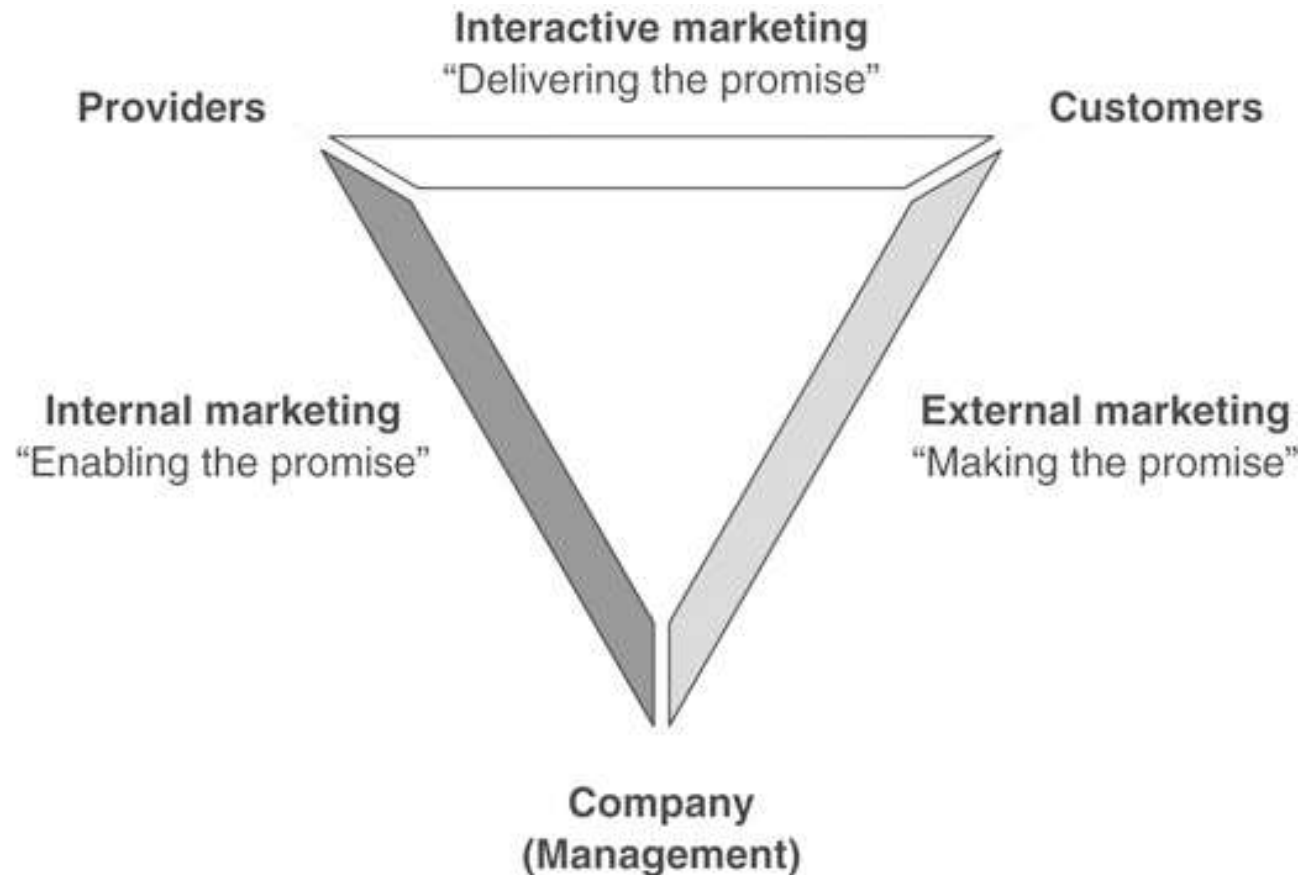 Interactive marketing
“Delivering the promise”
Providers
Customers
Internal marketing
“Enabling the promise”
External marketing
“Making the promise”
Company
(Management)